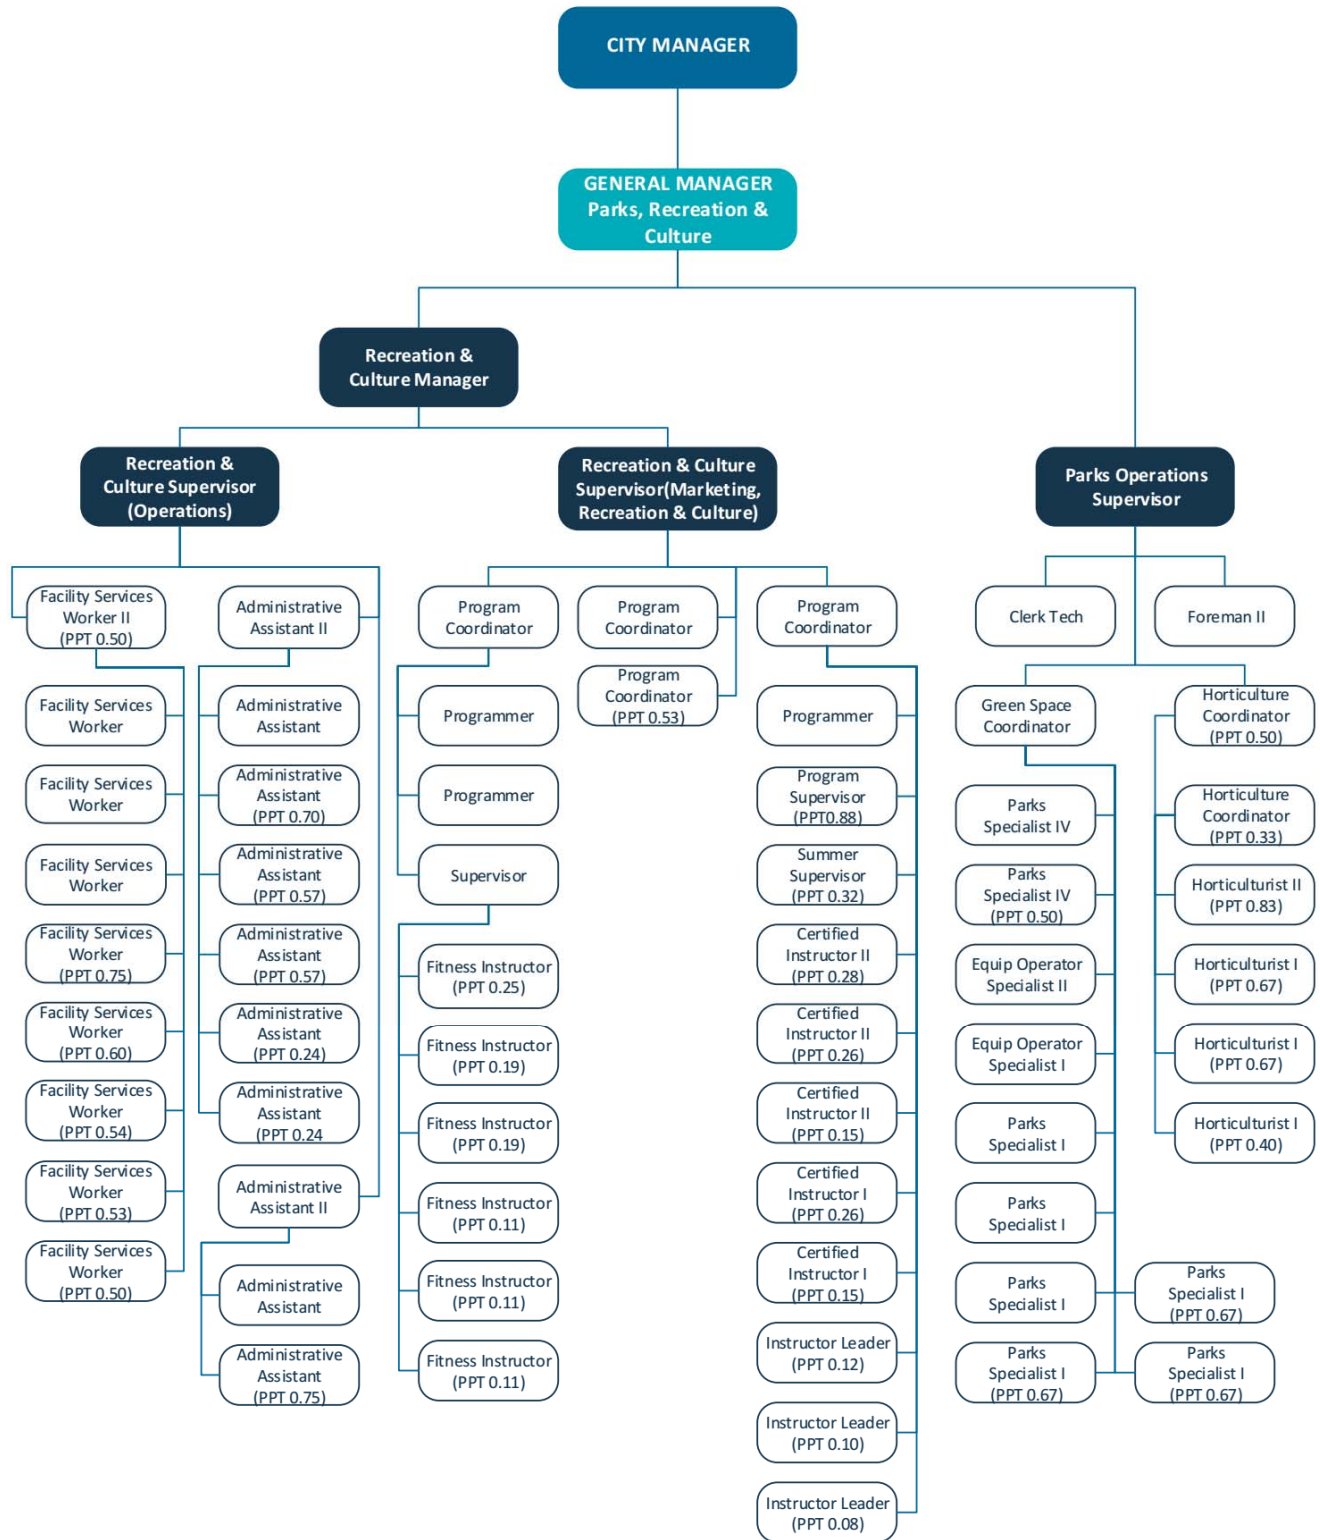 CITY MANAGER
GENERAL MANAGER
Parks, Recreation &
Culture
Recreation &
Culture Manager
Recreation &
Culture Supervisor
(Operations)
Recreation & Culture
Supervisor(Marketing,
Recreation & Culture)
Parks Operations
Supervisor
Facility Services
Worker II
(PPT 0.50)
Facility Services
Worker
Facility Services
Worker
Facility Services
Worker
Facility Services
Worker
(PPT 0.75)
Facility Services
Worker
(PPT 0.60)
Facility Services
Worker
(PPT 0.54)
Facility Services
Worker
(PPT 0.53)
Facility Services
Worker
(PPT 0.50)
Administrative
Assistant II
Administrative
Assistant
Administrative
Assistant
(PPT 0.70)
Administrative
Assistant
(PPT 0.57)
Administrative
Assistant
(PPT 0.57)
Administrative
Assistant
(PPT 0.24)
Administrative
Assistant
(PPT 0.24
Administrative
Assistant II
Administrative
Assistant
Administrative
Assistant
(PPT 0.75)
Program
Coordinator
Programmer
Programmer
Supervisor
Fitness Instructor
(PPT 0.25)
Fitness Instructor
(PPT 0.19)
Fitness Instructor
(PPT 0.19)
Fitness Instructor
(PPT 0.11)
Fitness Instructor
(PPT 0.11)
Fitness Instructor
(PPT 0.11)
Program
Coordinator
Program
Coordinator
(PPT 0.53)
Program
Coordinator
Programmer
Program
Supervisor
(PPT0.88)
Summer
Supervisor
(PPT 0.32)
Certified
Instructor II
(PPT 0.28)
Certified
Instructor II
(PPT 0.26)
Certified
Instructor II
(PPT 0.15)
Certified
Instructor I
(PPT 0.26)
Certified
Instructor I
(PPT 0.15)
Instructor Leader
(PPT 0.12)
Instructor Leader
(PPT 0.10)
Instructor Leader
(PPT 0.08)
Clerk Tech
Foreman II
Green Space
Coordinator
Parks
Specialist IV
Parks
Specialist IV
(PPT 0.50)
Equip Operator
Specialist II
Equip Operator
Specialist I
Parks
Specialist I
Parks
Specialist I
Parks
Specialist I
Parks
Specialist I
(PPT 0.67)
Parks
Specialist I
(PPT 0.67)
Parks
Specialist I
(PPT 0.67)
Horticulture
Coordinator
(PPT 0.50)
Horticulture
Coordinator
(PPT 0.33)
Horticulturist II
(PPT 0.83)
Horticulturist I
(PPT 0.67)
Horticulturist I
(PPT 0.67)
Horticulturist I
(PPT 0.40)